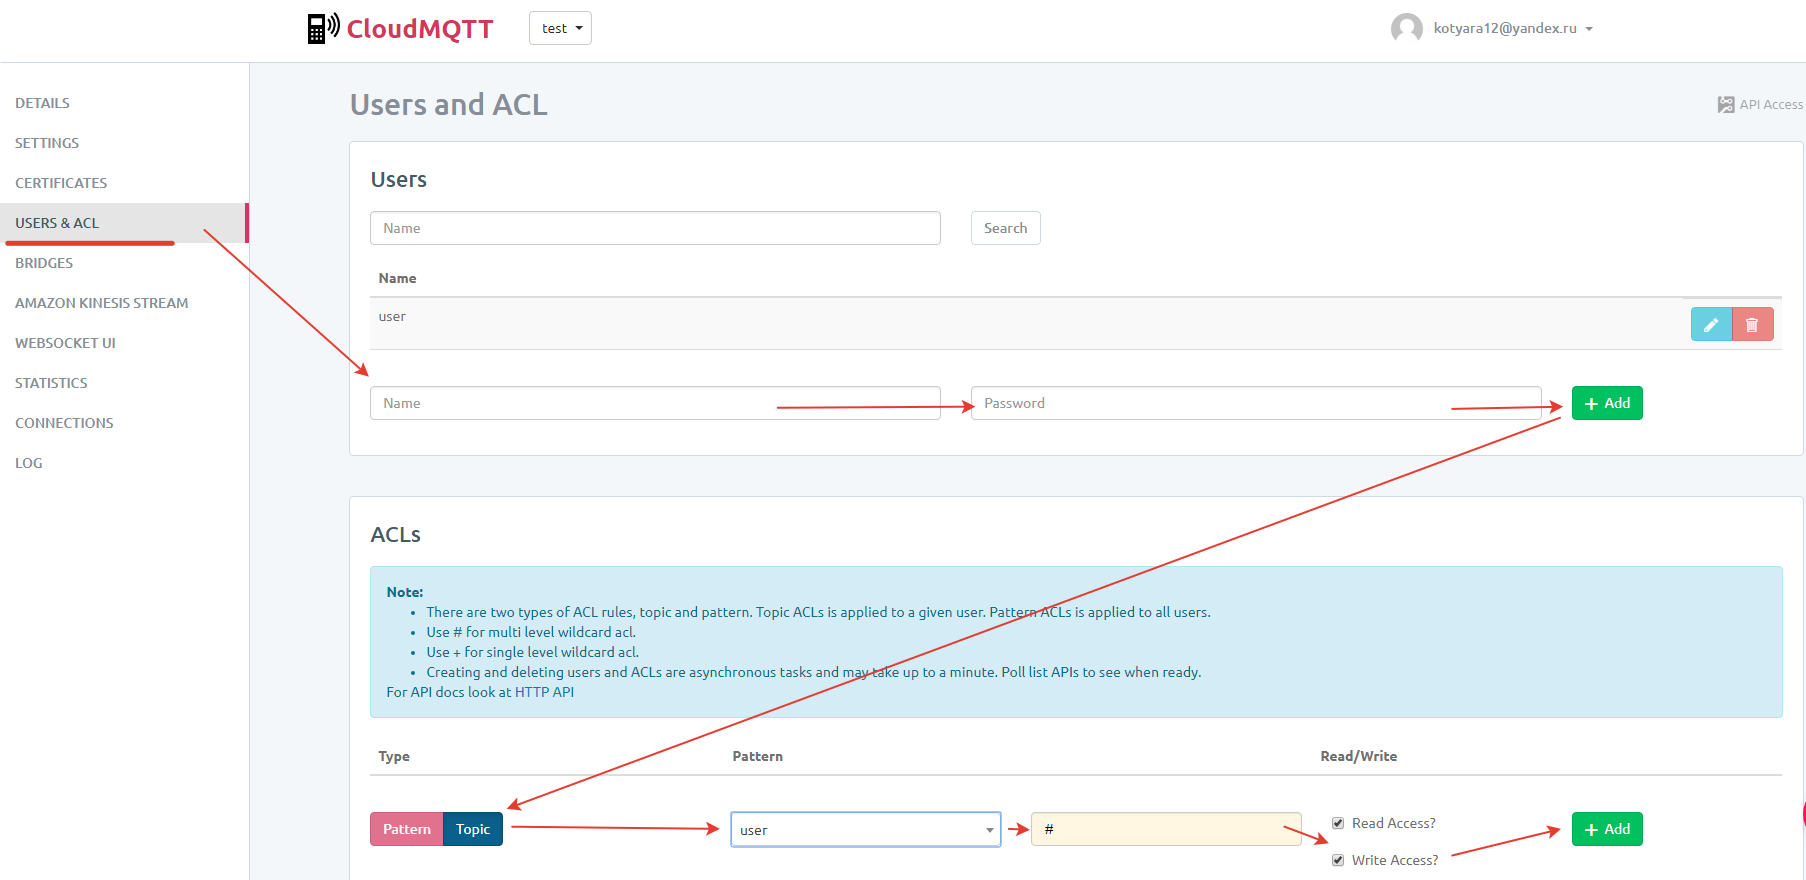 CloudMQTT
test
kotyara12@yandex.ru
DETAILS
SETTINGS
CERTIFICATES
USERS & ACL
BRIDGES
AMAZON KINESIS STREAM
WEBSOCKET UI
STATISTICS
CONNECTIONS
LOG
Users and ACL
API Access
Users
Name
Search
Name
user
Name
Password
+ Add
ACLs
Note:
• There are two types of ACL rules, topic and pattern. Topic ACLs is applied to a given user. Pattern ACLs is applied to all users.
• Use # for multi level wildcard acl.
• Use + for single level wildcard acl.
• Creating and deleting users and ACLs are asynchronous tasks and may take up to a minute. Poll list APIs to see when ready.
For API docs look at HTTP API
Type
Pattern
Read/Write
Pattern
Topic
user
#
Read Access?
Write Access?
+ Add